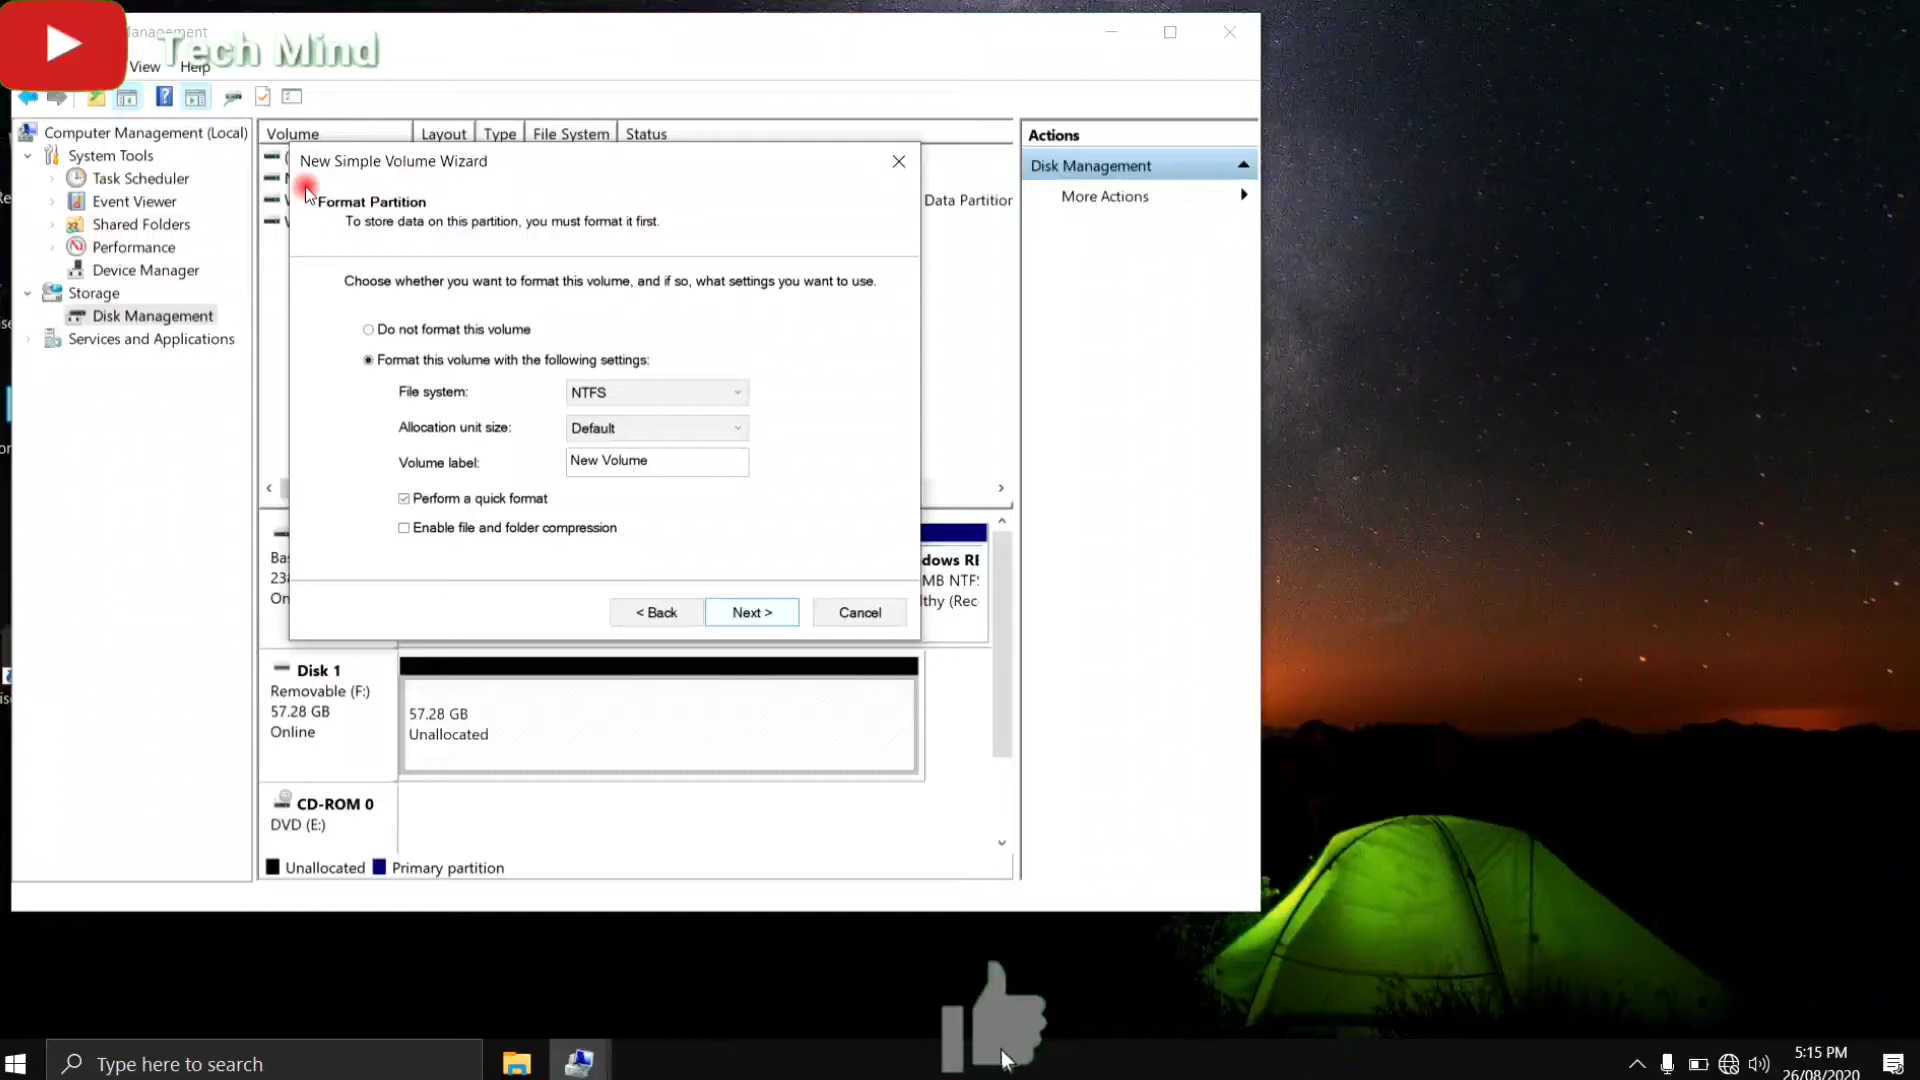 Management
Tech Mind
View Help
Computer Management (Local)
System Tools
Task Scheduler
Event Viewer
Shared Folders
Performance
Device Manager
Storage
Disk Management
Services and Applications
Volume Layout Type File System Status
Data Partition
New Simple Volume Wizard
Format Partition
To store data on this partition, you must format it first.
Choose whether you want to format this volume, and if so, what settings you want to use.
Do not format this volume
Format this volume with the following settings:
File system: NTFS
Allocation unit size: Default
Volume label: New Volume
Perform a quick format
Enable file and folder compression
< Back Next > Cancel
Bas
On
dows RE
MB NTFS
lthy (Rec
Disk 1
Removable (F:)
57.28 GB
Online
57.28 GB
Unallocated
CD-ROM 0
DVD (E:)
Unallocated Primary partition
Actions
Disk Management
More Actions
Type here to search
5:15 PM
26/08/2020